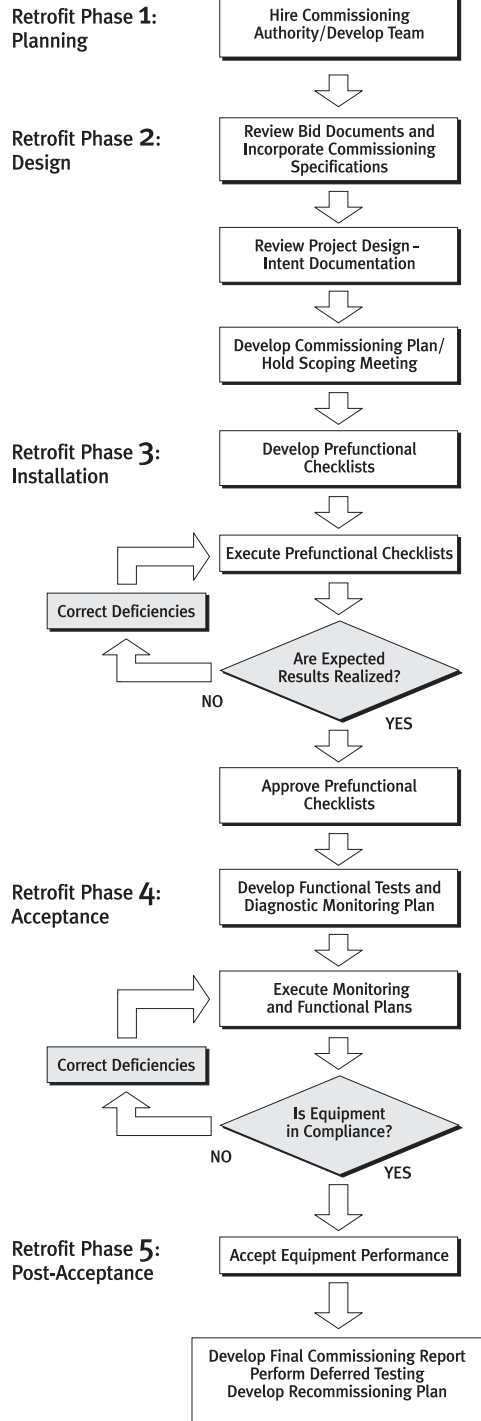 Retrofit Phase 1:
Planning
Hire Commissioning
Authority/Develop Team
Retrofit Phase 2:
Design
Review Bid Documents and
Incorporate Commissioning
Specifications
Review Project Design –
Intent Documentation
Develop Commissioning Plan/
Hold Scoping Meeting
Retrofit Phase 3:
Installation
Develop Prefunctional
Checklists
Execute Prefunctional Checklists
Correct Deficiencies
Are Expected
Results Realized?
NO
YES
Approve Prefunctional
Checklists
Retrofit Phase 4:
Acceptance
Develop Functional Tests and
Diagnostic Monitoring Plan
Execute Monitoring
and Functional Plans
Correct Deficiencies
Is Equipment
in Compliance?
NO
YES
Retrofit Phase 5:
Post-Acceptance
Accept Equipment Performance
Develop Final Commissioning Report
Perform Deferred Testing
Develop Recommissioning Plan